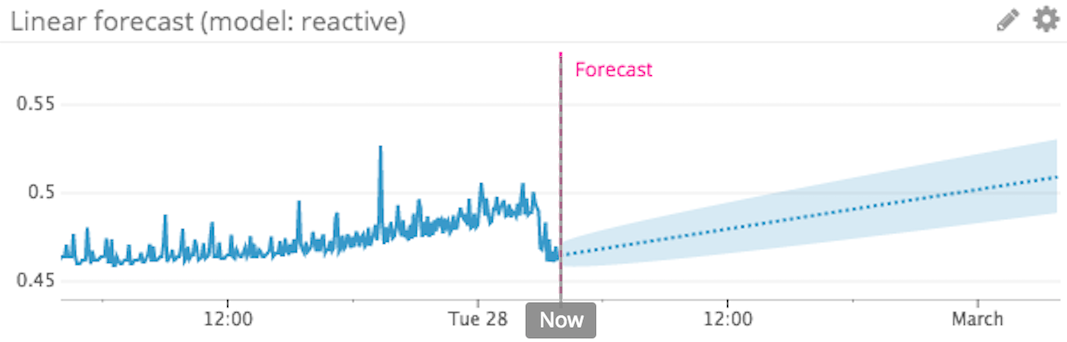 Linear forecast (model: reactive)
Forecast
0.55
0.5
0.45
12:00
Tue 28
Now
12:00
March